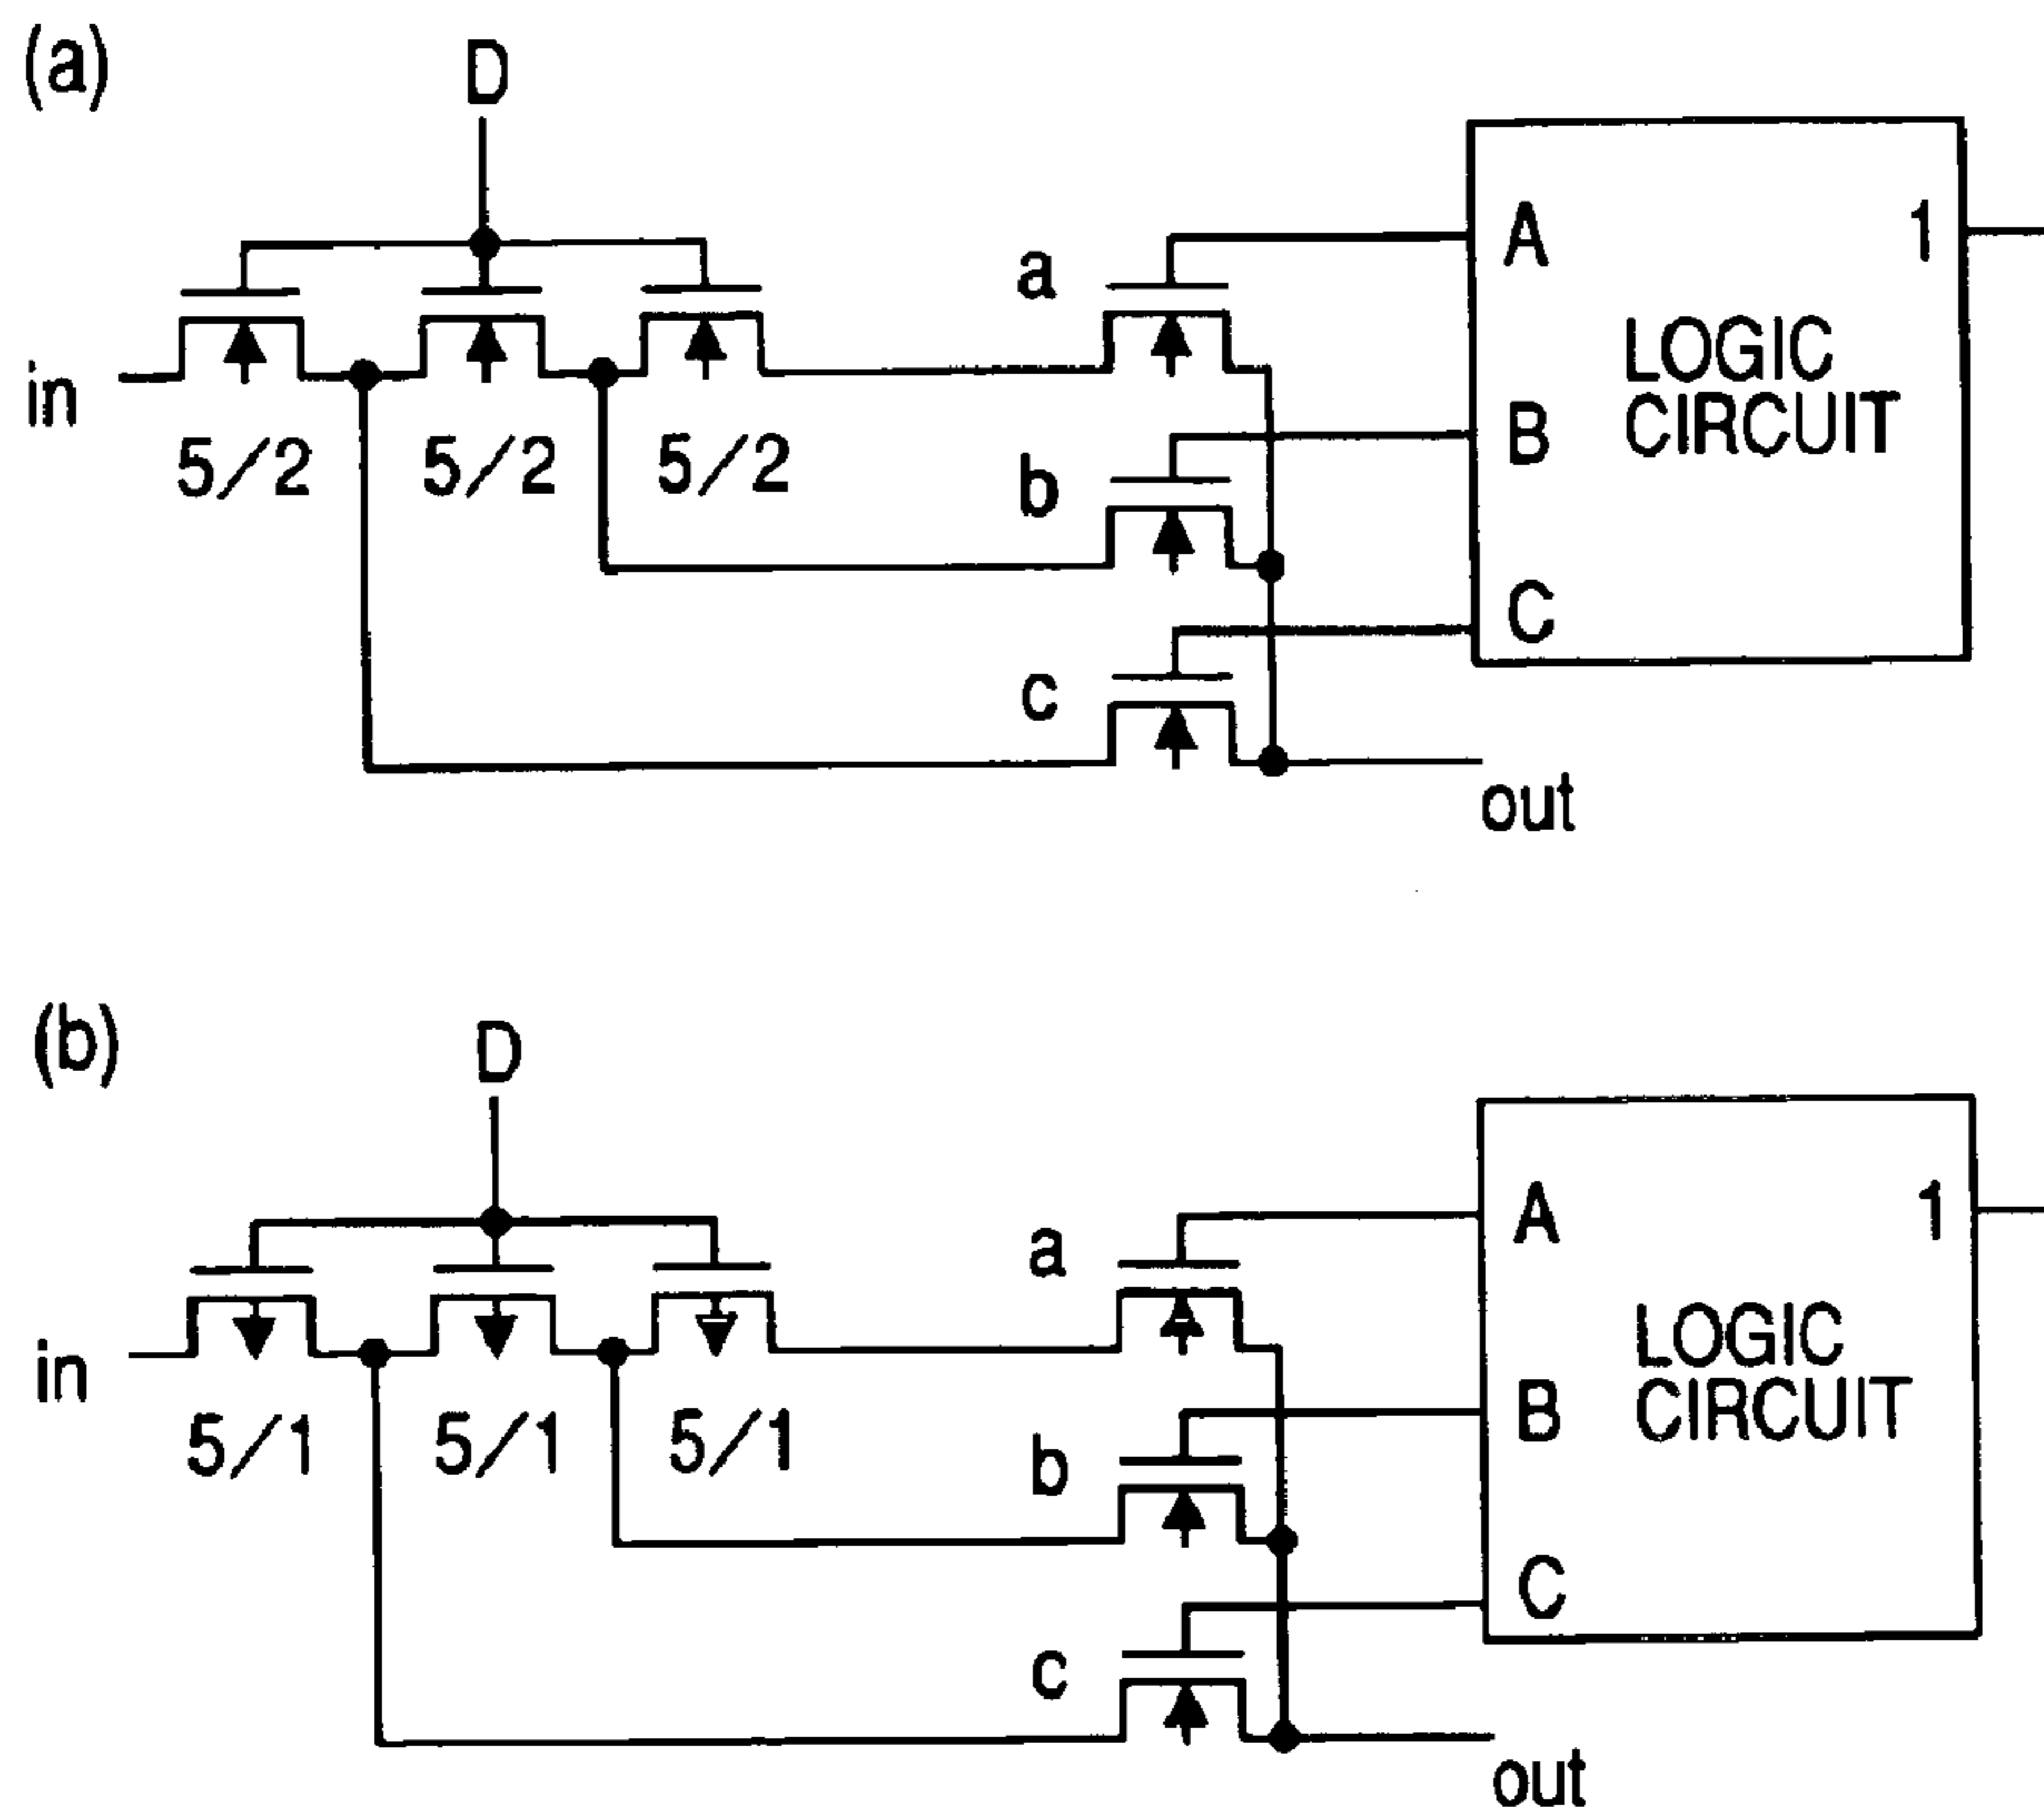 (a)
D
A
1
a
LOGIC
CIRCUIT
in
B
5/2 5/2 5/2
b
C
c
out
(b)
D
A
1
a
LOGIC
CIRCUIT
in
B
5/1 5/1 5/1
b
C
c
out